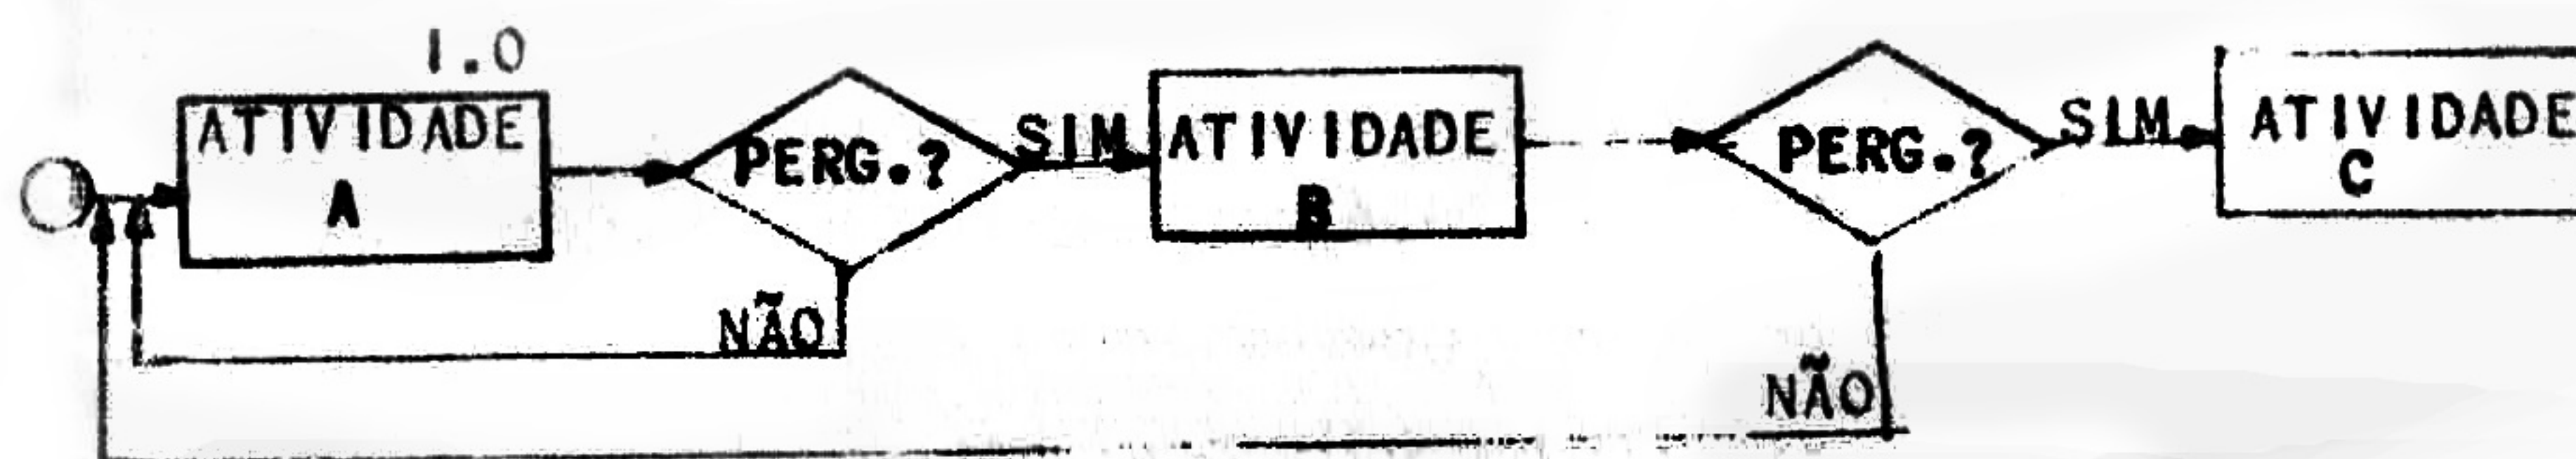 1.0
ATIVIDADE
A
PERG.?
SIM
ATIVIDADE
B
PERG.?
SIM
ATIVIDADE
C
NÃO
NÃO